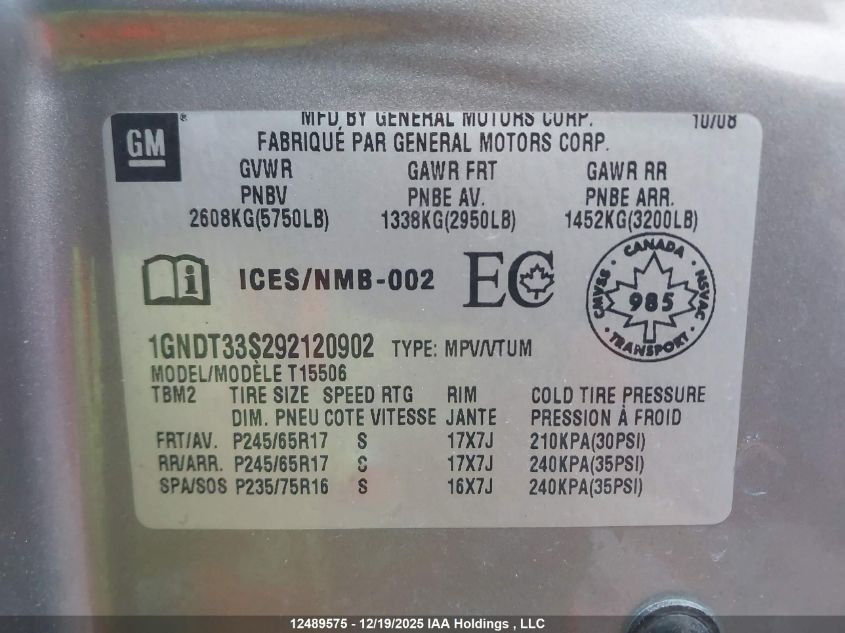 MFD BY GENERAL MOTORS CORP. 10/08
GM ®
FABRIQUÉ PAR GENERAL MOTORS CORP.
GVWR GAWR FRT GAWR RR
PNBV PNBE AV. PNBE ARR.
2608KG(5750LB) 1338KG(2950LB) 1452KG(3200LB)
i ICES/NMB-002 EC
CANADA
CMVSS 985 NSVAC
TRANSPORT
1GNDT33S292120902 TYPE: MPV/VTUM
MODEL/MODÈLE T15506
TBM2 TIRE SIZE SPEED RTG RIM COLD TIRE PRESSURE
DIM. PNEU COTE VITESSE JANTE PRESSION À FROID
FRT/AV. P245/65R17 S 17X7J 210KPA(30PSI)
RR/ARR. P245/65R17 S 17X7J 240KPA(35PSI)
SPA/SOS P235/75R16 S 16X7J 240KPA(35PSI)
12489575 - 12/19/2025 IAA Holdings , LLC